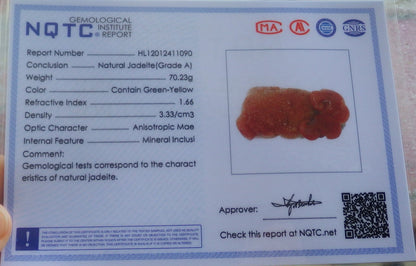 NQTC GEMOLOGICAL
INSTITUTE
REPORT
MA
CNAS
Report Number HL12012411090
Conclusion Natural Jadeite(Grade A)
Weight 70.23g
Color Contain Green-Yellow
Refractive Index 1.66
Density 3.33/cm3
Optic Character Anisotropic Mae
Internal Feature Mineral Inclusi
Comment:
Gemological tests correspond to the charact
eristics of natural jadeite.
Approver:
Check this report at NQTC.net